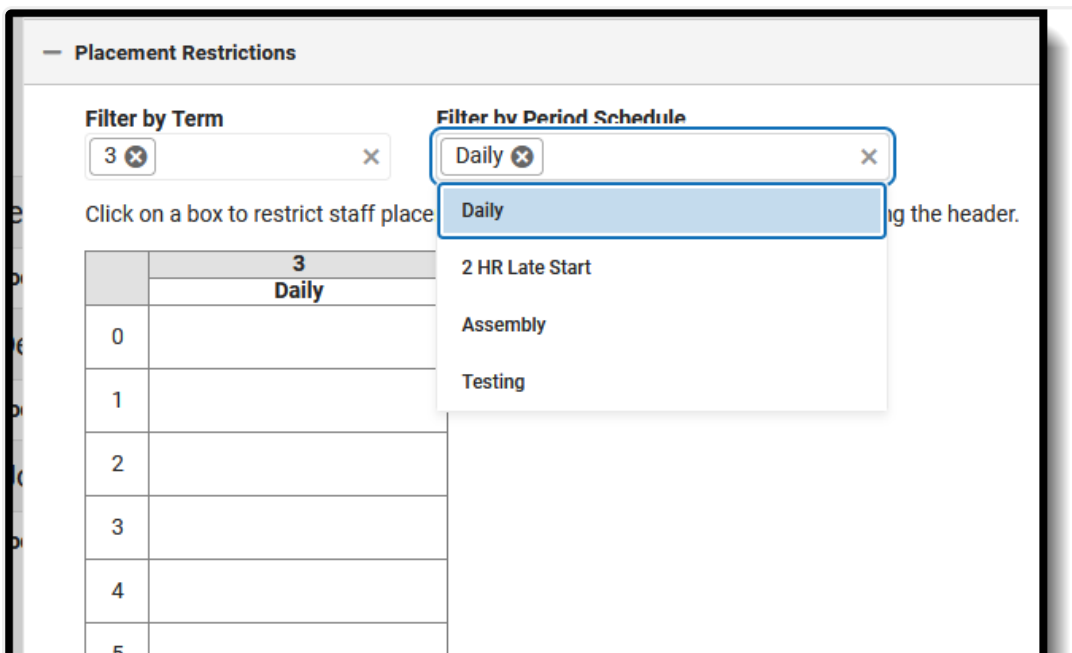 Placement Restrictions
Filter by Term
Filter by Period Schedule
3
Daily
Click on a box to restrict staff place
the header.
Daily
2 HR Late Start
Assembly
Testing
3
Daily
0
1
2
3
4
5